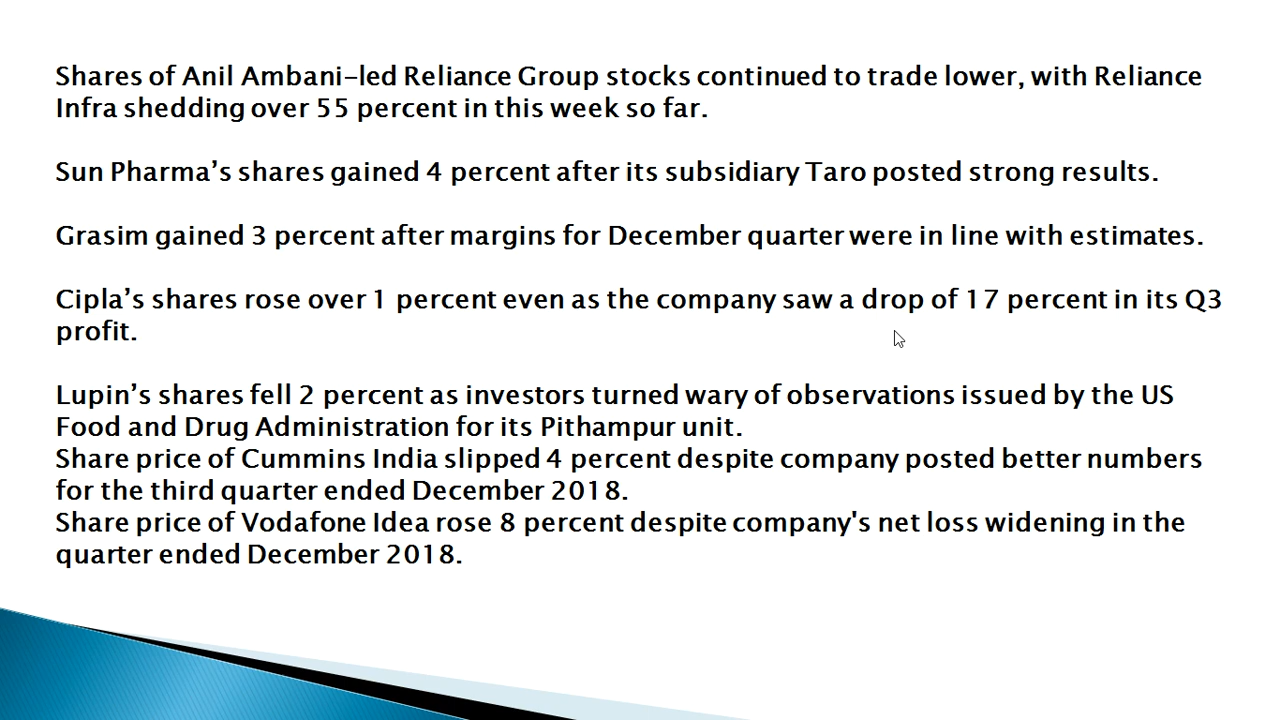 Shares of Anil Ambani-led Reliance Group stocks continued to trade lower, with Reliance
Infra shedding over 55 percent in this week so far.
Sun Pharma’s shares gained 4 percent after its subsidiary Taro posted strong results.
Grasim gained 3 percent after margins for December quarter were in line with estimates.
Cipla’s shares rose over 1 percent even as the company saw a drop of 17 percent in its Q3
profit.
Lupin’s shares fell 2 percent as investors turned wary of observations issued by the US
Food and Drug Administration for its Pithampur unit.
Share price of Cummins India slipped 4 percent despite company posted better numbers
for the third quarter ended December 2018.
Share price of Vodafone Idea rose 8 percent despite company's net loss widening in the
quarter ended December 2018.